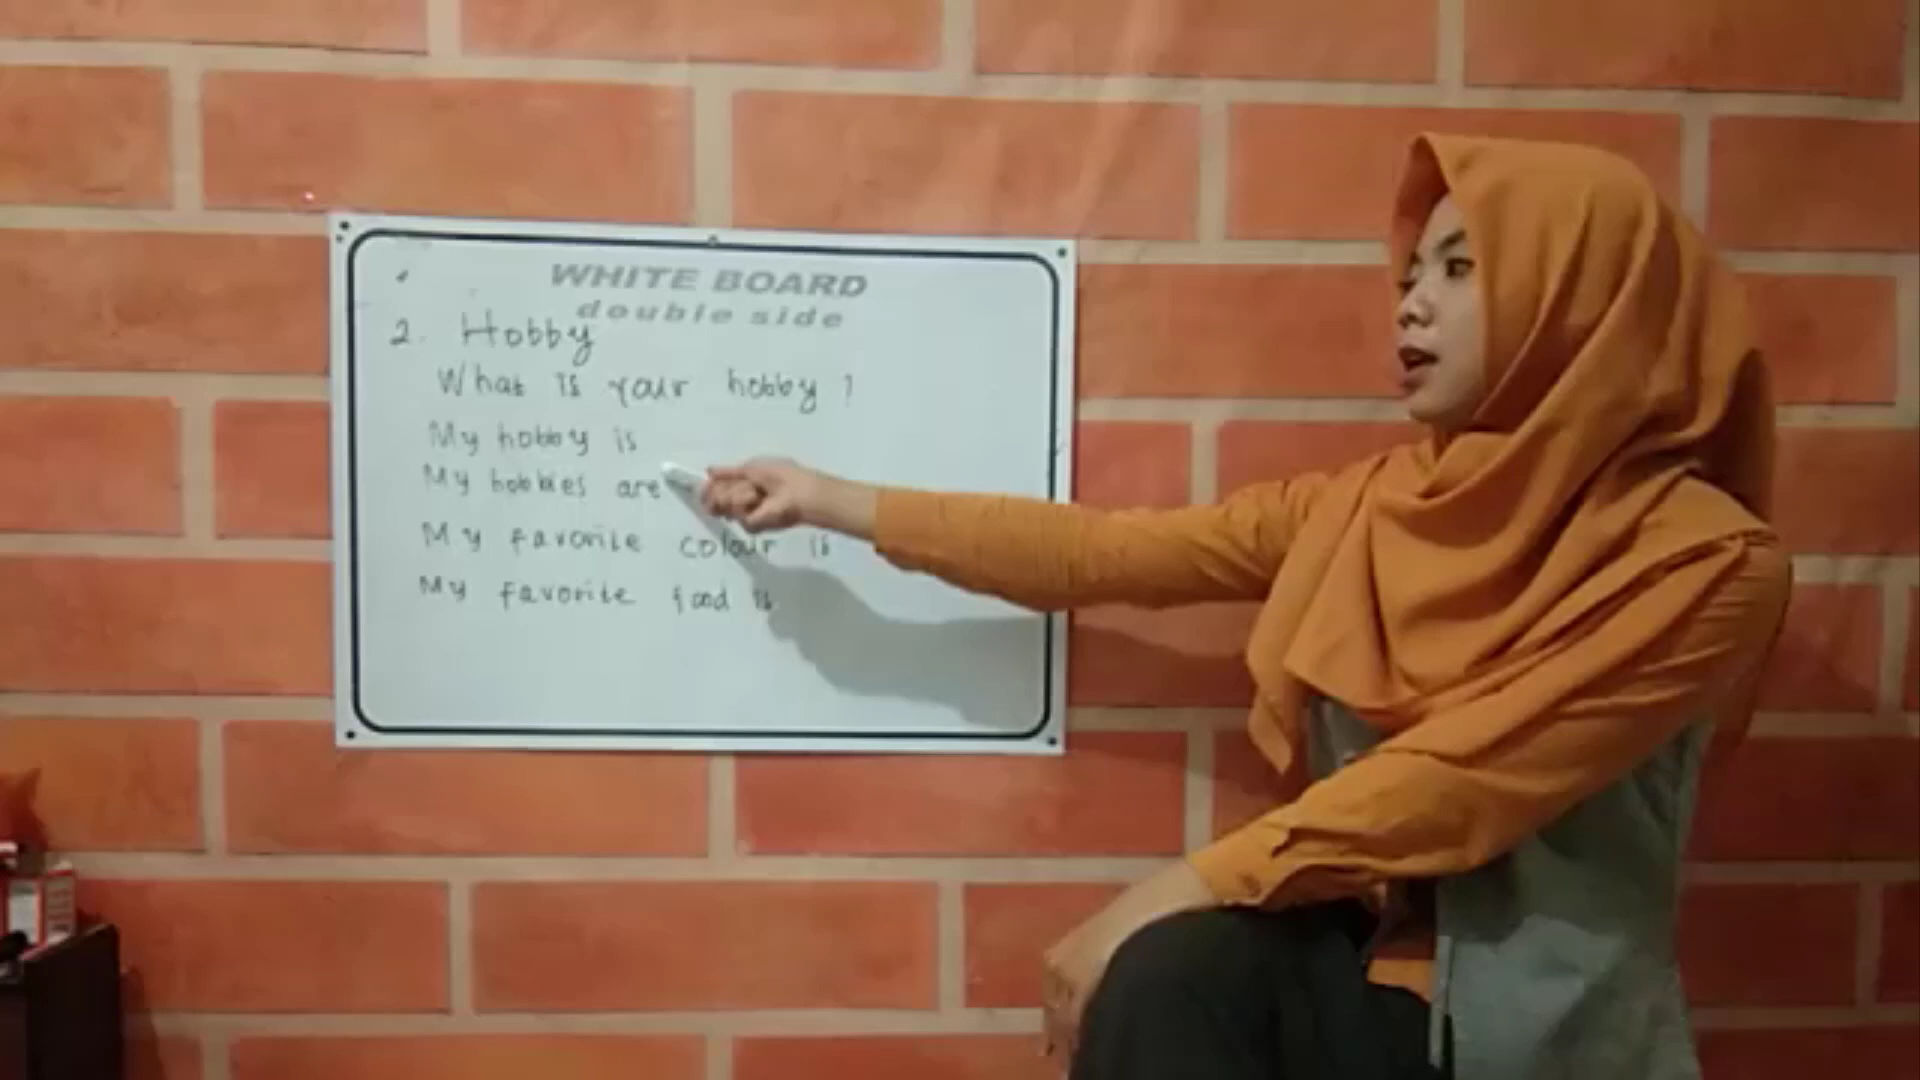 WHITE BOARD
double side
2. Hobby
What is your hobby ?
My hobby is
My hobbies are
My favorite colour is
My favorite food is